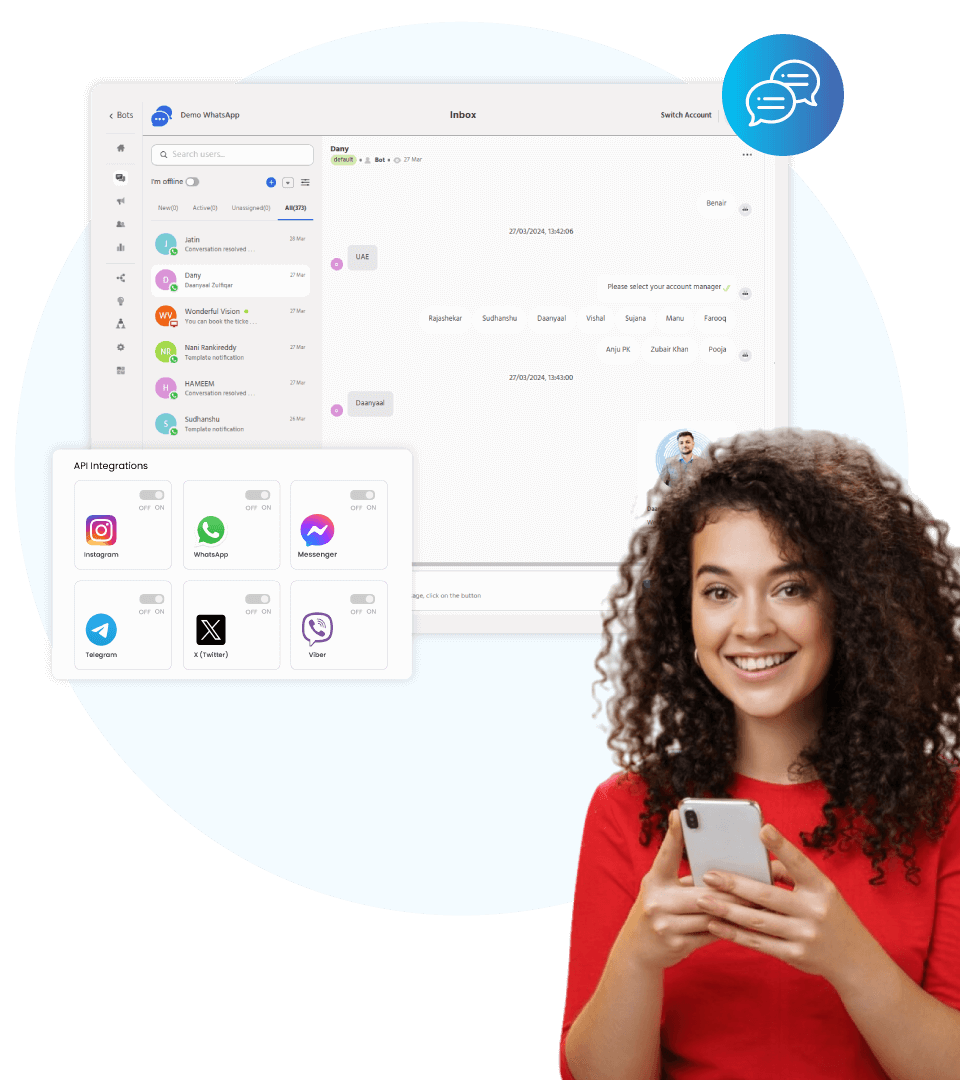 Bots
Demo WhatsApp
Inbox
Switch Account
Search users...
I'm offline
New(0) Active(0) Unassigned(0) All(373)
J
Jatin
28 Mar
Conversation resolved . . .
D
Dany
27 Mar
Daanyaal Zulfiqar
WV
Wonderful Vision
27 Mar
You can book the ticke . . .
NR
Nani Rankireddy
27 Mar
Template notification
H
HAMEEM
27 Mar
Conversation resolved . . .
S
Sudhanshu
26 Mar
Template notification
Dany
default • Bot • 27 Mar
Benair
27/03/2024, 13:42:06
D
UAE
Please select your account manager
Rajashekar Sudhanshu Daanyaal Vishal Sujana Manu Farooq
Anju PK Zubair Khan Pooja
27/03/2024, 13:43:00
D
Daanyaal
age, click on the button
API Integrations
OFF ON
Instagram
OFF ON
WhatsApp
OFF ON
Messenger
OFF ON
Telegram
OFF ON
X (Twitter)
OFF ON
Viber